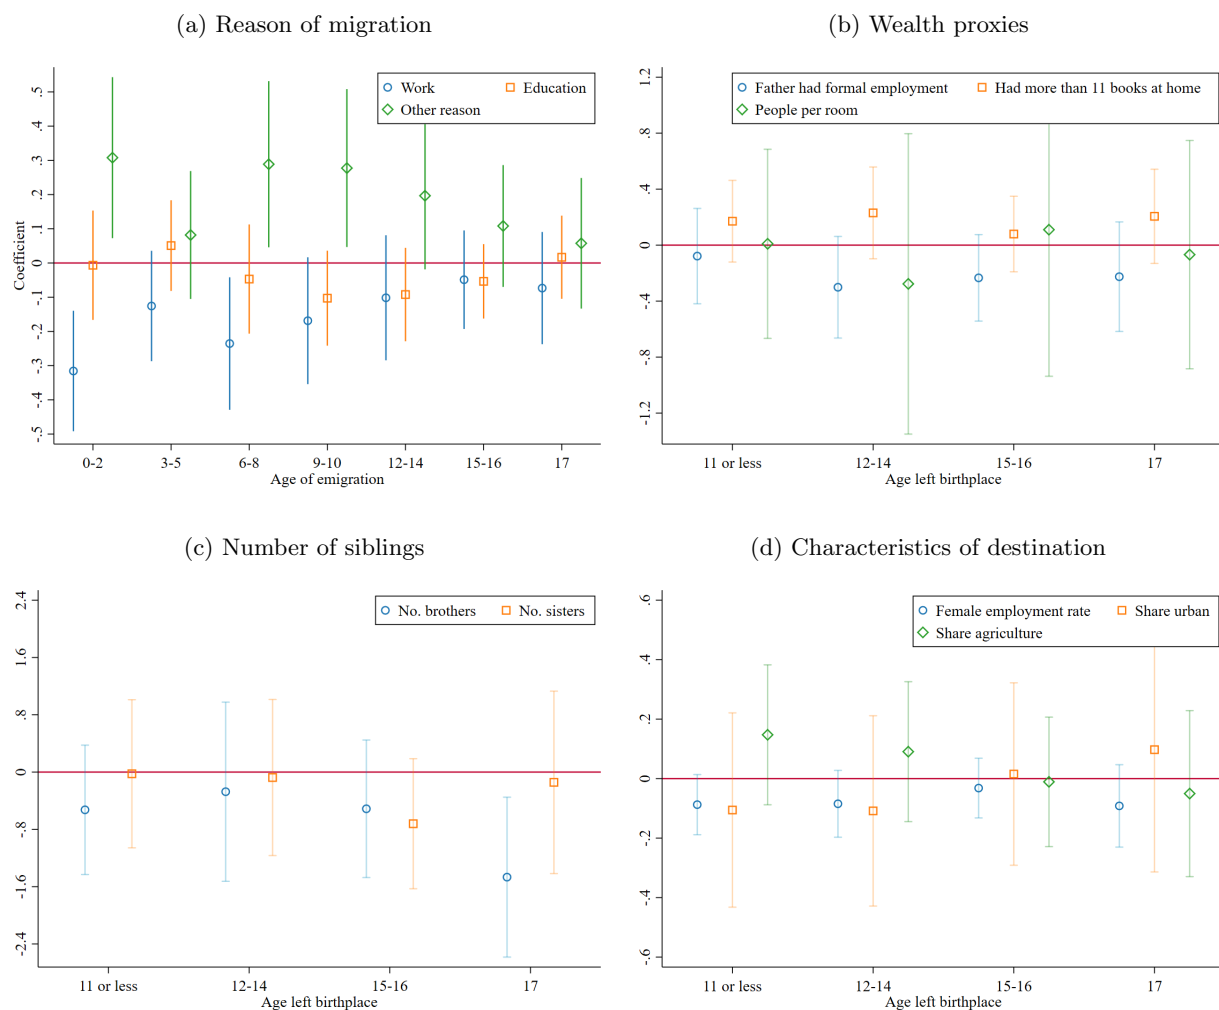 (a) Reason of migration
Work
Education
Other reason
Coefficient
.5
.4
.3
.2
.1
0
-.1
-.2
-.3
-.4
-.5
0-2 3-5 6-8 9-10 12-14 15-16 17
Age of emigration
(b) Wealth proxies
Father had formal employment
Had more than 11 books at home
People per room
1.2
.8
.4
0
-.4
-.8
-1.2
11 or less 12-14 15-16 17
Age left birthplace
(c) Number of siblings
No. brothers
No. sisters
2.4
1.6
.8
0
-.8
-1.6
-2.4
11 or less 12-14 15-16 17
Age left birthplace
(d) Characteristics of destination
Female employment rate
Share urban
Share agriculture
.6
.4
.2
0
-.2
-.4
-.6
11 or less 12-14 15-16 17
Age left birthplace